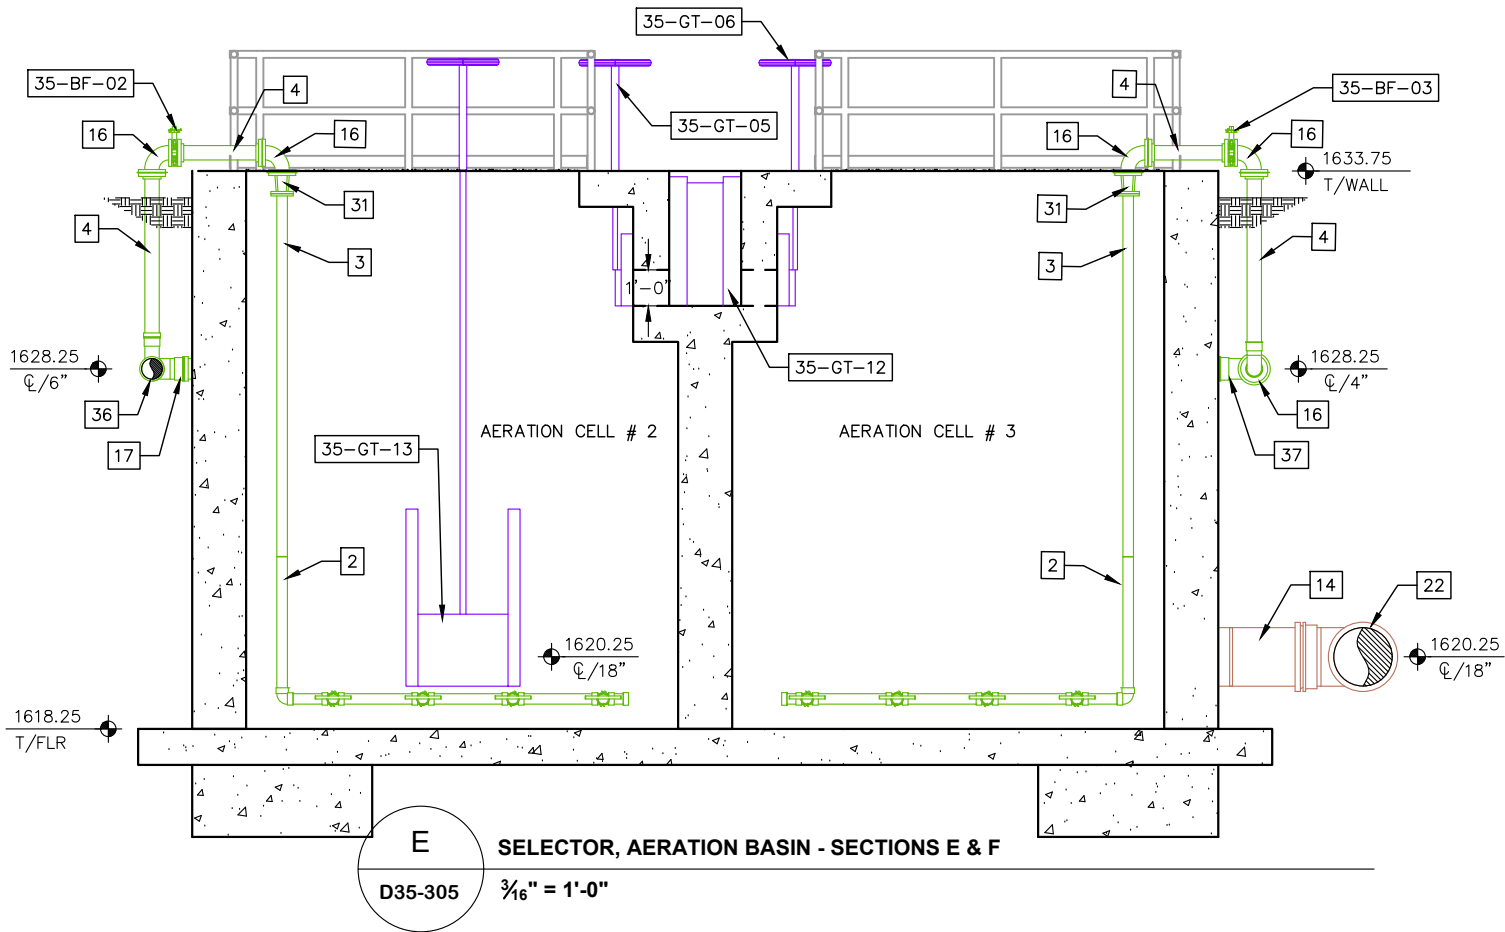 35-GT-06
35-BF-02
4
4
35-BF-03
16
16
35-GT-05
16
16
1633.75
T/WALL
31
31
4
3
3
4
1'-0"
1628.25
℄/6"
35-GT-12
1628.25
℄/4"
36
16
17
AERATION CELL # 2
AERATION CELL # 3
35-GT-13
37
2
2
14
22
1620.25
℄/18"
1620.25
℄/18"
1618.25
T/FLR
E
D35-305
SELECTOR, AERATION BASIN - SECTIONS E & F
3/16" = 1'-0"